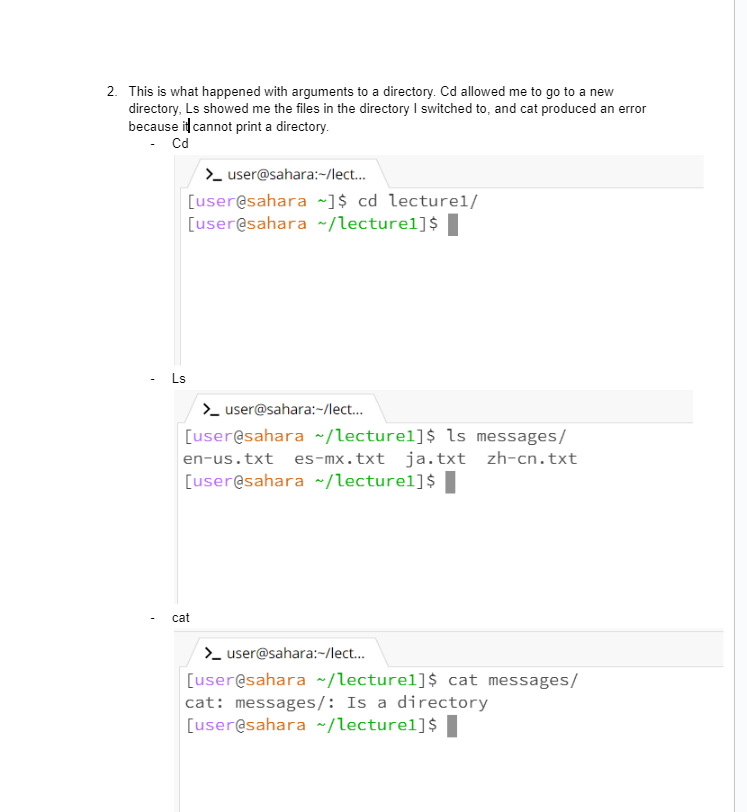 2. This is what happened with arguments to a directory. Cd allowed me to go to a new
directory, Ls showed me the files in the directory I switched to, and cat produced an error
because it cannot print a directory.
- Cd
>_ user@sahara:~/lect...
[user@sahara ~]$ cd lecture1/
[user@sahara ~/lecture1]$
- Ls
>_ user@sahara:~/lect...
[user@sahara ~/lecture1]$ ls messages/
en-us.txt es-mx.txt ja.txt zh-cn.txt
[user@sahara ~/lecture1]$
- cat
>_ user@sahara:~/lect...
[user@sahara ~/lecture1]$ cat messages/
cat: messages/: Is a directory
[user@sahara ~/lecture1]$